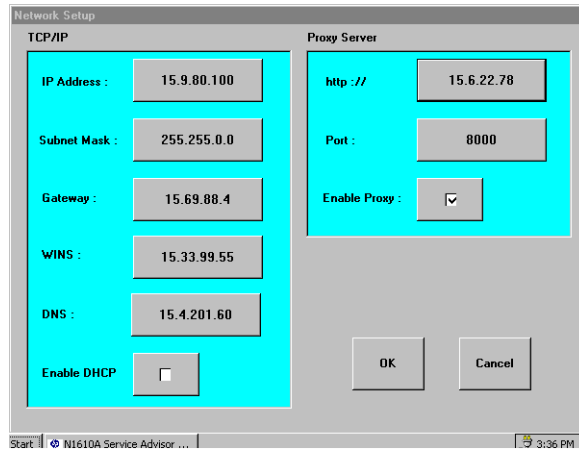 Network Setup
TCP/IP
IP Address : 15.9.80.100
Subnet Mask : 255.255.0.0
Gateway : 15.69.88.4
WINS : 15.33.99.55
DNS : 15.4.201.60
Enable DHCP
Proxy Server
http :// 15.6.22.78
Port : 8000
Enable Proxy :
OK Cancel
Start N1610A Service Advisor ... 3:36 PM